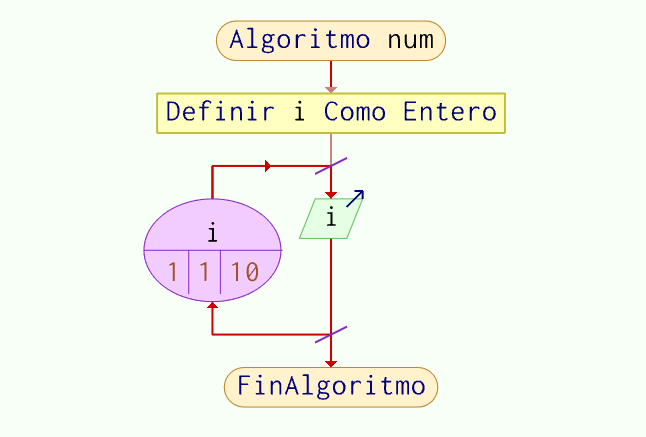 Algoritmo num
Definir i Como Entero
i
i
1 1 10
FinAlgoritmo